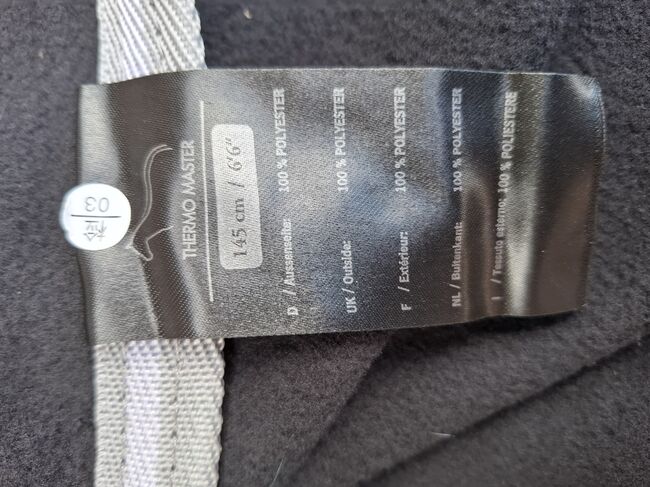 THERMO MASTER
145 cm / 6'6"
D / Aussenseite: 100 % POLYESTER
UK / Outside: 100 % POLYESTER
F / Extérieur: 100 % POLYESTER
NL / Buitenkant: 100 % POLYESTER
I / Tessuto esterno: 100 % POLIESTERE
03